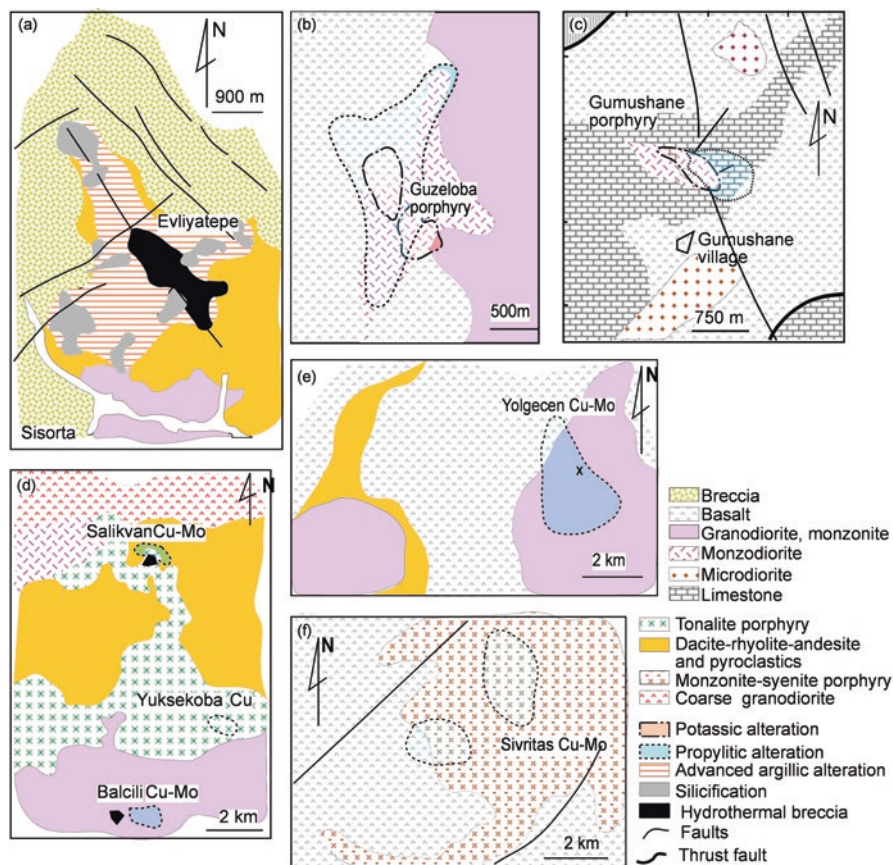 (a)
N
900 m
Evliyatepe
Sisorta
(b)
Guzeloba
porphyry
500m
(c)
Gumushane
porphyry
N
Gumushane
village
750 m
(d)
N
SalikvanCu-Mo
Yuksekoba Cu
Balcili Cu-Mo
2 km
(e)
N
Yolgecen Cu-Mo
x
2 km
(f)
N
Sivritas Cu-Mo
2 km
Breccia
Basalt
Granodiorite, monzonite
Monzodiorite
Microdiorite
Limestone
Tonalite porphyry
Dacite-rhyolite-andesite
and pyroclastics
Monzonite-syenite porphyry
Coarse granodiorite
Potassic alteration
Propylitic alteration
Advanced argillic alteration
Silicification
Hydrothermal breccia
Faults
Thrust fault